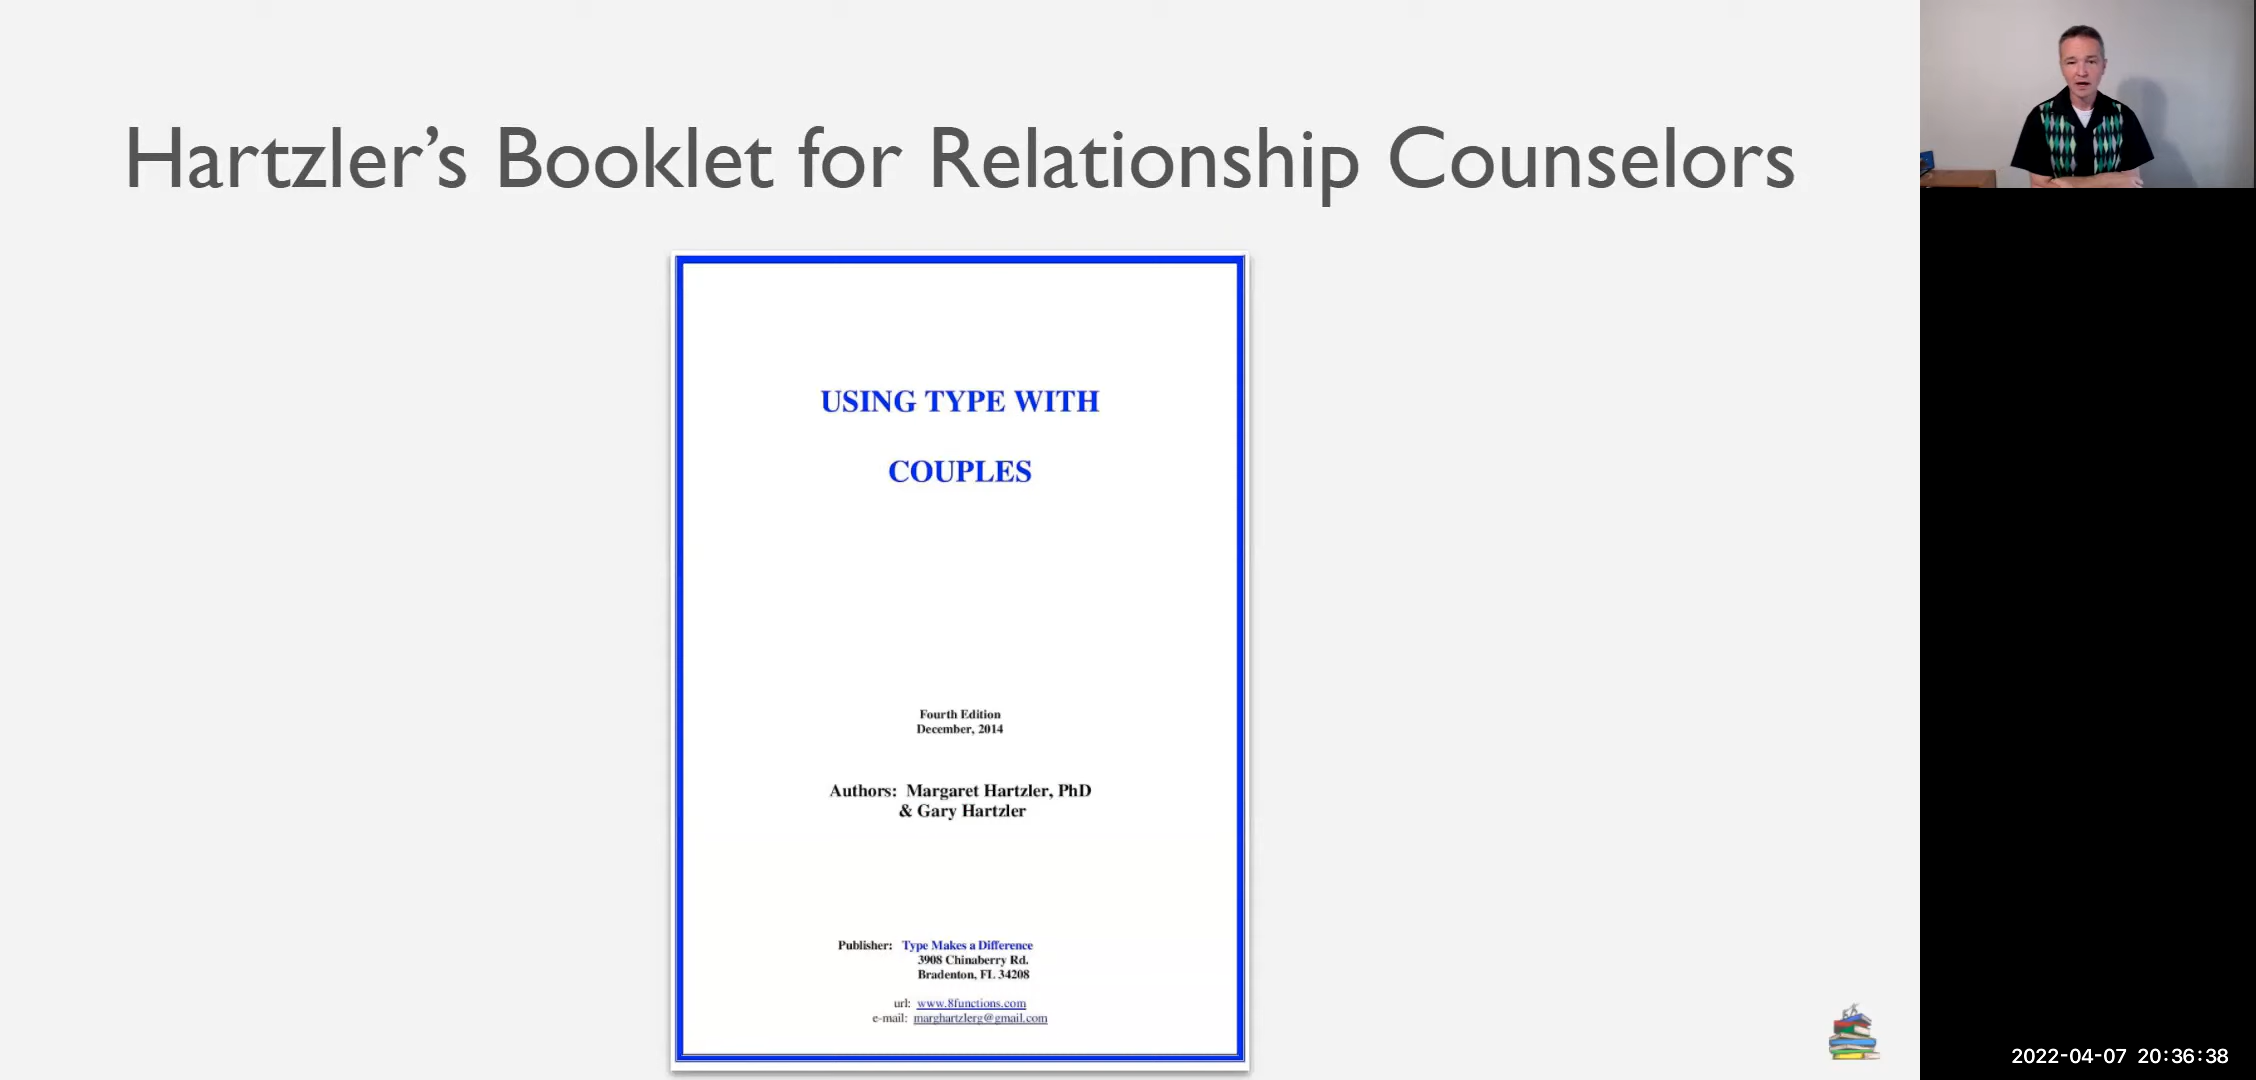 Hartzler’s Booklet for Relationship Counselors
USING TYPE WITH
COUPLES
Fourth Edition
December, 2014
Authors: Margaret Hartzler, PhD
& Gary Hartzler
Publisher: Type Makes a Difference
3908 Chinaberry Rd.
Bradenton, FL 34208
url: www.8functions.com
e-mail: marghartzlerg@gmail.com
2022-04-07 20:36:38